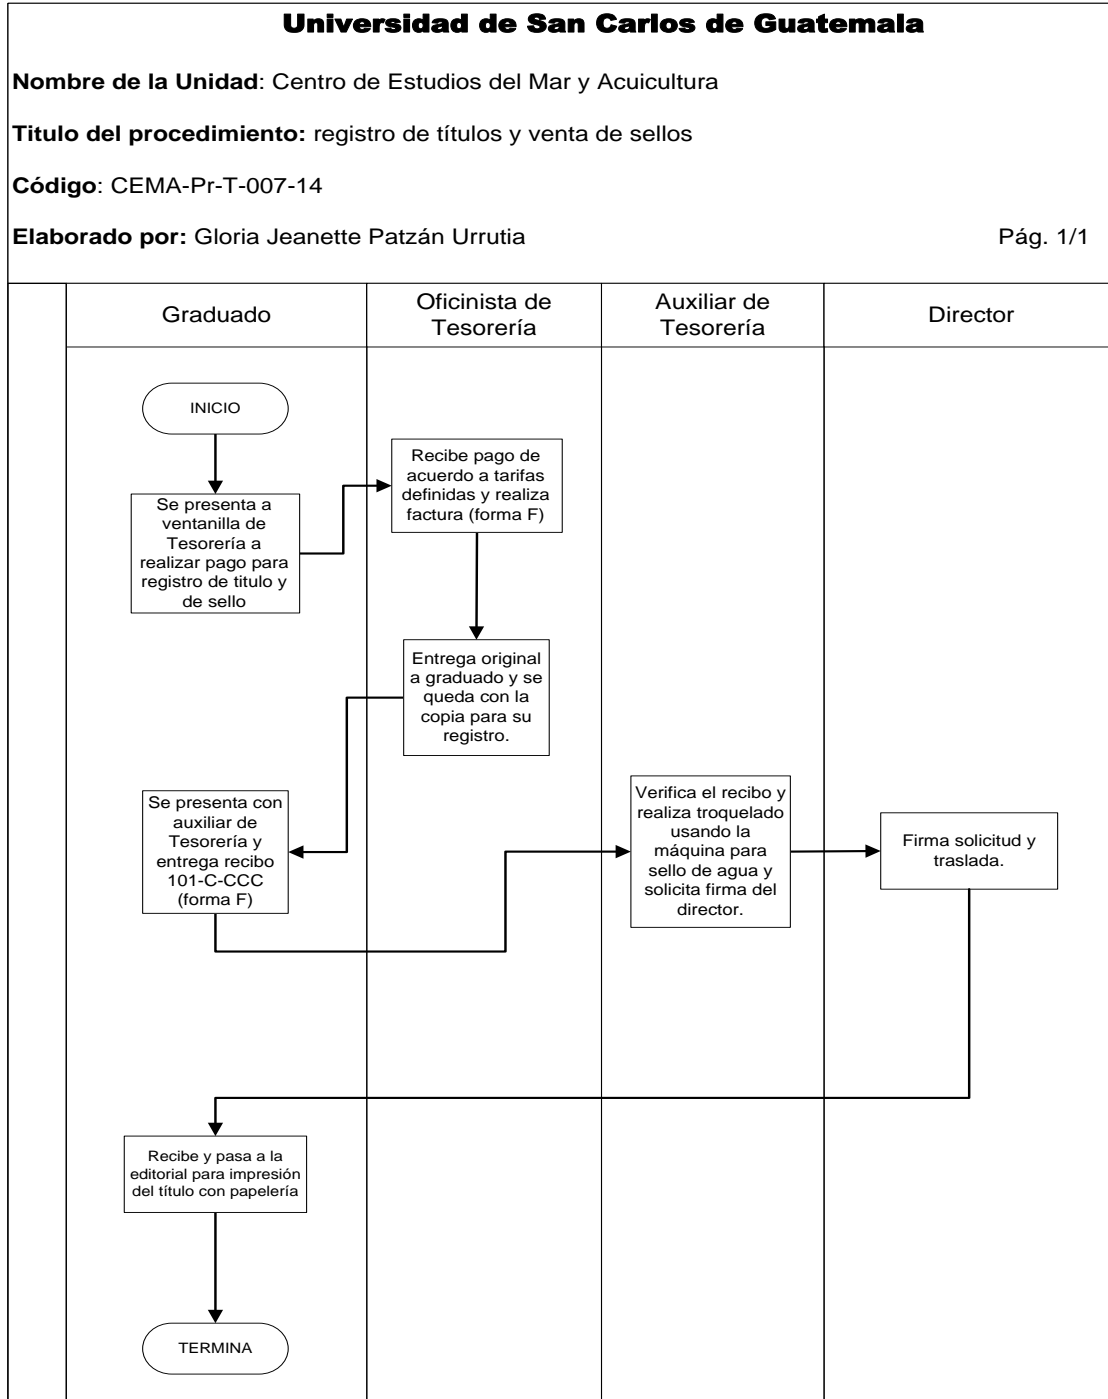 Universidad de San Carlos de Guatemala
Nombre de la Unidad: Centro de Estudios del Mar y Acuicultura
Titulo del procedimiento: registro de títulos y venta de sellos
Código: CEMA-Pr-T-007-14
Elaborado por: Gloria Jeanette Patzán Urrutia Pág. 1/1
Graduado
Oficinista de
Tesorería
Auxiliar de
Tesorería
Director
INICIO
Se presenta a
ventanilla de
Tesorería a
realizar pago para
registro de titulo y
de sello
Recibe pago de
acuerdo a tarifas
definidas y realiza
factura (forma F)
Entrega original
a graduado y se
queda con la
copia para su
registro.
Se presenta con
auxiliar de
Tesorería y
entrega recibo
101-C-CCC
(forma F)
Verifica el recibo y
realiza troquelado
usando la
máquina para
sello de agua y
solicita firma del
director.
Firma solicitud y
traslada.
Recibe y pasa a la
editorial para impresión
del título con papelería
TERMINA